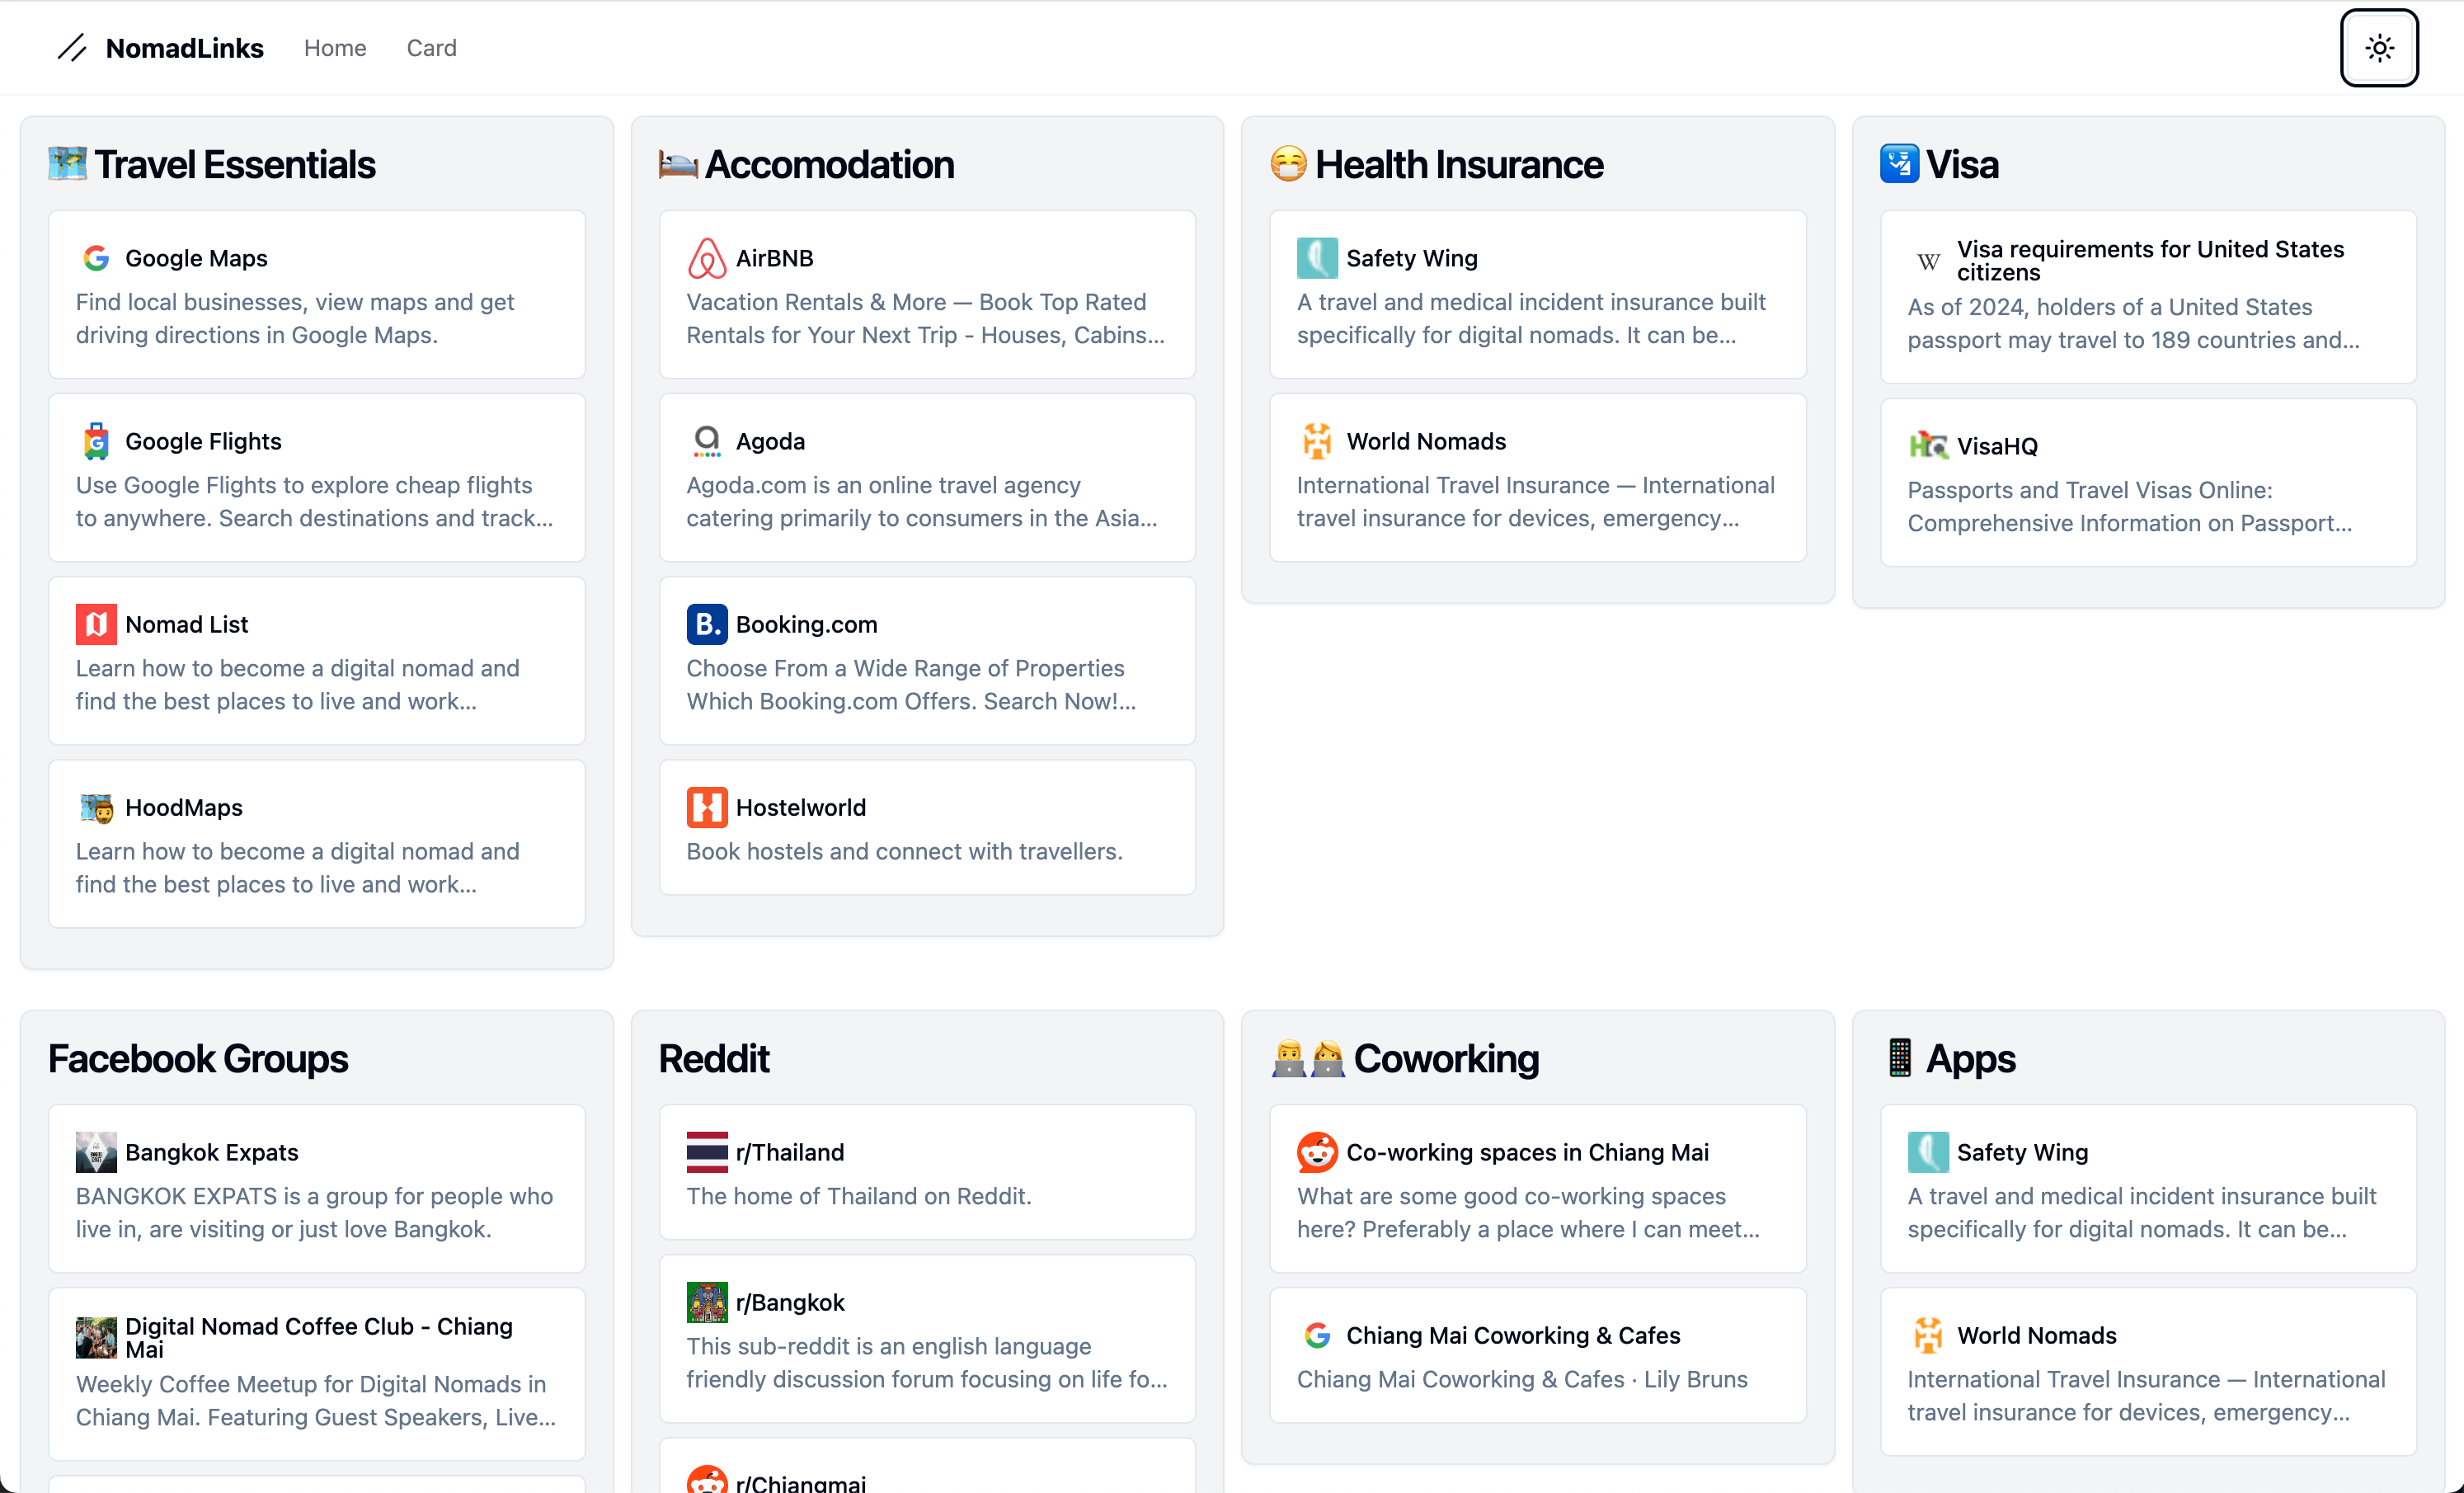 NomadLinks Home Card
🗺️ Travel Essentials
Google Maps
Find local businesses, view maps and get
driving directions in Google Maps.
Google Flights
Use Google Flights to explore cheap flights
to anywhere. Search destinations and track...
Nomad List
Learn how to become a digital nomad and
find the best places to live and work...
HoodMaps
Learn how to become a digital nomad and
find the best places to live and work...
🛏️ Accomodation
AirBNB
Vacation Rentals & More — Book Top Rated
Rentals for Your Next Trip - Houses, Cabins...
Agoda
Agoda.com is an online travel agency
catering primarily to consumers in the Asia...
B. Booking.com
Choose From a Wide Range of Properties
Which Booking.com Offers. Search Now!...
Hostelworld
Book hostels and connect with travellers.
😷 Health Insurance
Safety Wing
A travel and medical incident insurance built
specifically for digital nomads. It can be...
World Nomads
International Travel Insurance — International
travel insurance for devices, emergency...
🛂 Visa
W Visa requirements for United States
citizens
As of 2024, holders of a United States
passport may travel to 189 countries and...
VisaHQ
Passports and Travel Visas Online:
Comprehensive Information on Passport...
Facebook Groups
Bangkok Expats
BANGKOK EXPATS is a group for people who
live in, are visiting or just love Bangkok.
Digital Nomad Coffee Club - Chiang
Mai
Weekly Coffee Meetup for Digital Nomads in
Chiang Mai. Featuring Guest Speakers, Live...
Reddit
r/Thailand
The home of Thailand on Reddit.
r/Bangkok
This sub-reddit is an english language
friendly discussion forum focusing on life fo...
r/Chiangmai
👨‍💻👩‍💻 Coworking
Co-working spaces in Chiang Mai
What are some good co-working spaces
here? Preferably a place where I can meet...
Chiang Mai Coworking & Cafes
Chiang Mai Coworking & Cafes · Lily Bruns
📱 Apps
Safety Wing
A travel and medical incident insurance built
specifically for digital nomads. It can be...
World Nomads
International Travel Insurance — International
travel insurance for devices, emergency...